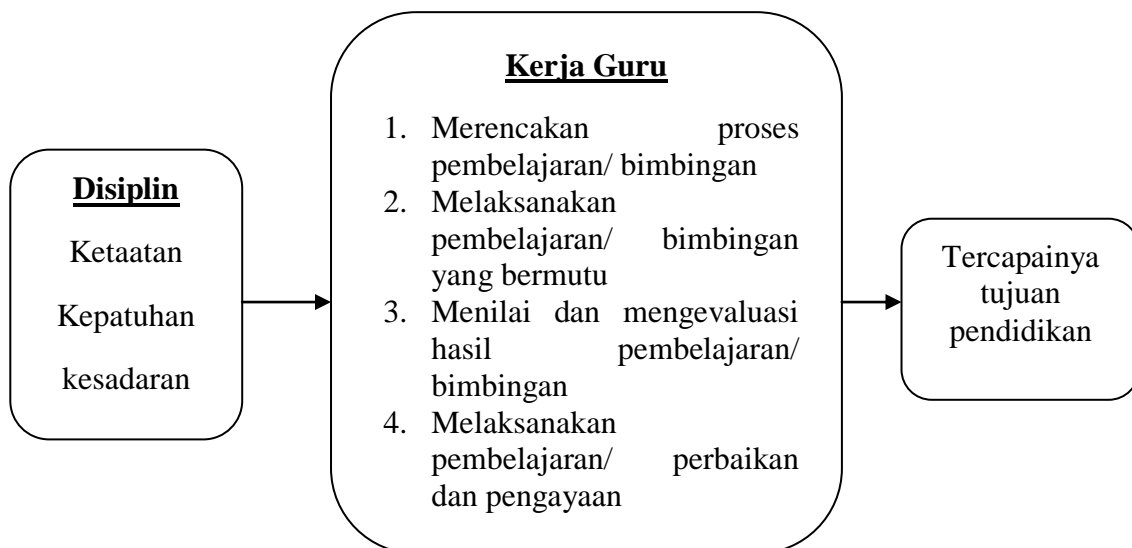 Disiplin
Ketaatan
Kepatuhan
kesadaran
Kerja Guru
1. Merencakan proses
pembelajaran/ bimbingan
2. Melaksanakan
pembelajaran/ bimbingan
yang bermutu
3. Menilai dan mengevaluasi
hasil pembelajaran/
bimbingan
4. Melaksanakan
pembelajaran/ perbaikan
dan pengayaan
Tercapainya
tujuan
pendidikan